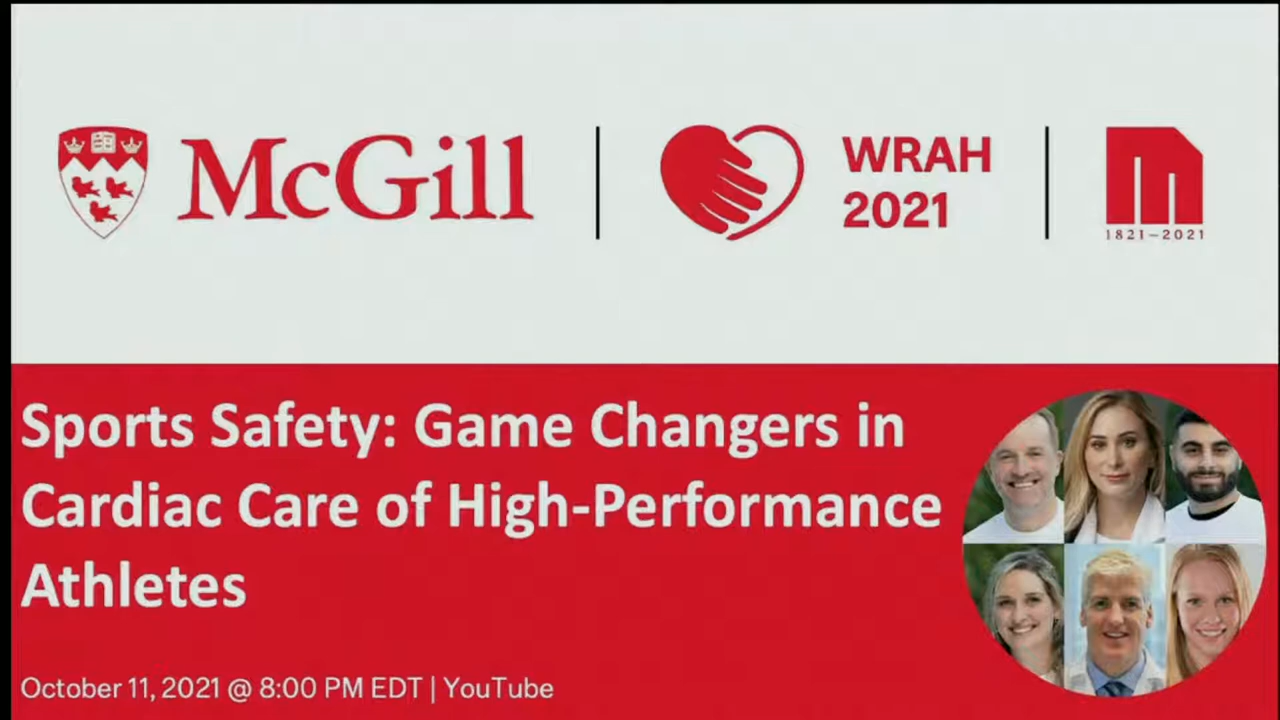 McGill
WRAH
2021
1821–2021
Sports Safety: Game Changers in
Cardiac Care of High-Performance
Athletes
October 11, 2021 @ 8:00 PM EDT | YouTube